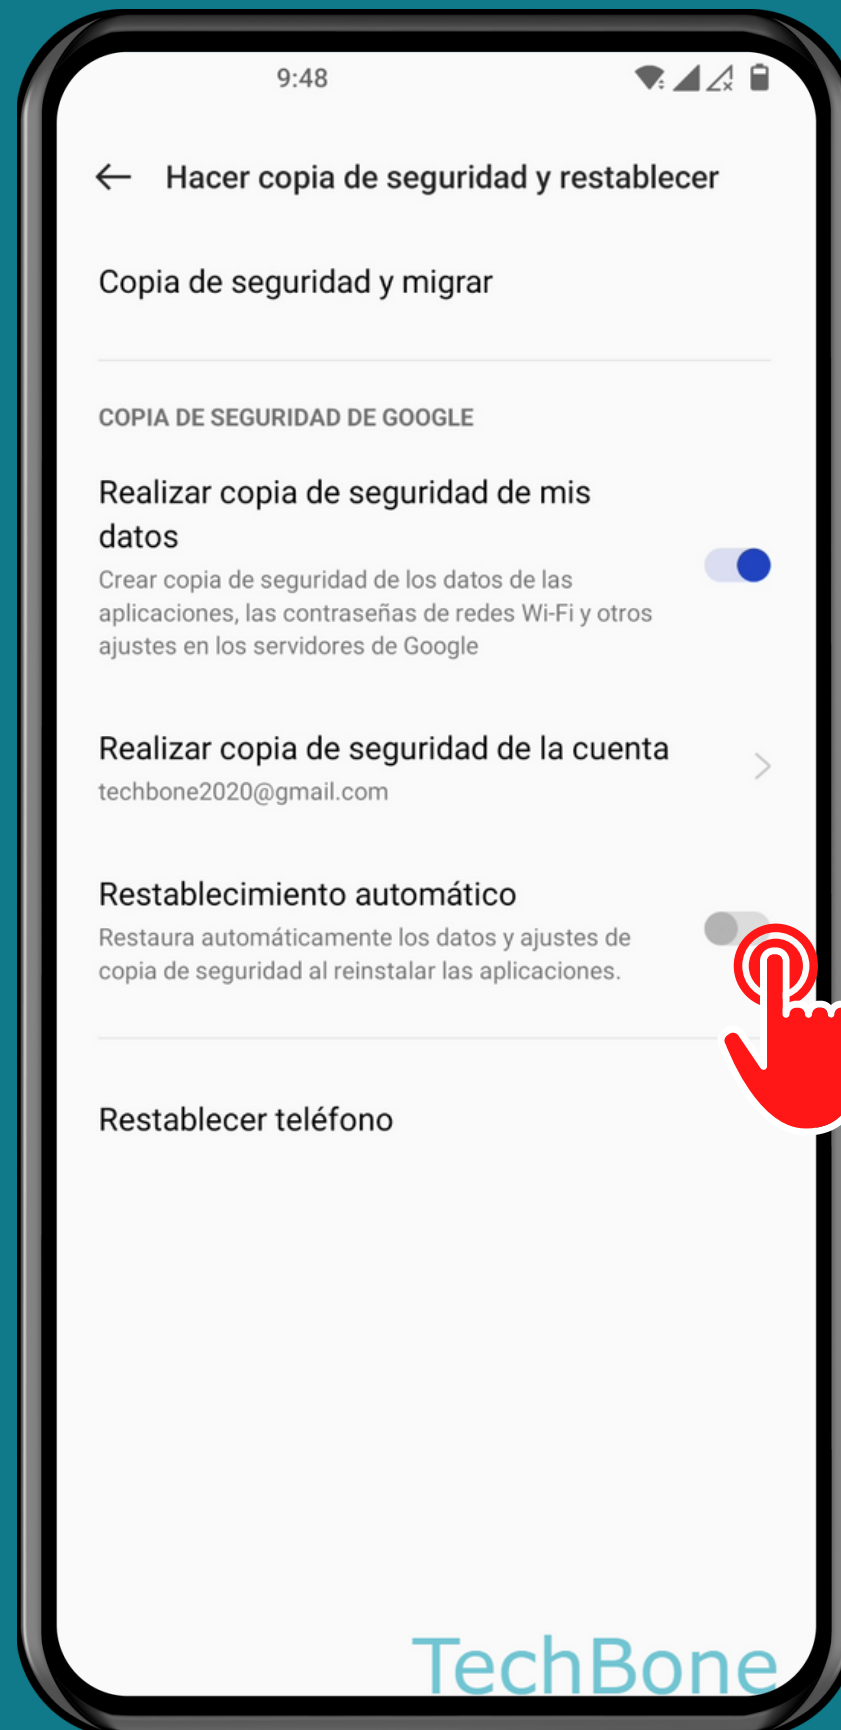 9:48
Hacer copia de seguridad y restablecer
Copia de seguridad y migrar
COPIA DE SEGURIDAD DE GOOGLE
Realizar copia de seguridad de mis
datos
Crear copia de seguridad de los datos de las
aplicaciones, las contraseñas de redes Wi-Fi y otros
ajustes en los servidores de Google
Realizar copia de seguridad de la cuenta
techbone2020@gmail.com
Restablecimiento automático
Restaura automáticamente los datos y ajustes de
copia de seguridad al reinstalar las aplicaciones.
Restablecer teléfono
TechBone